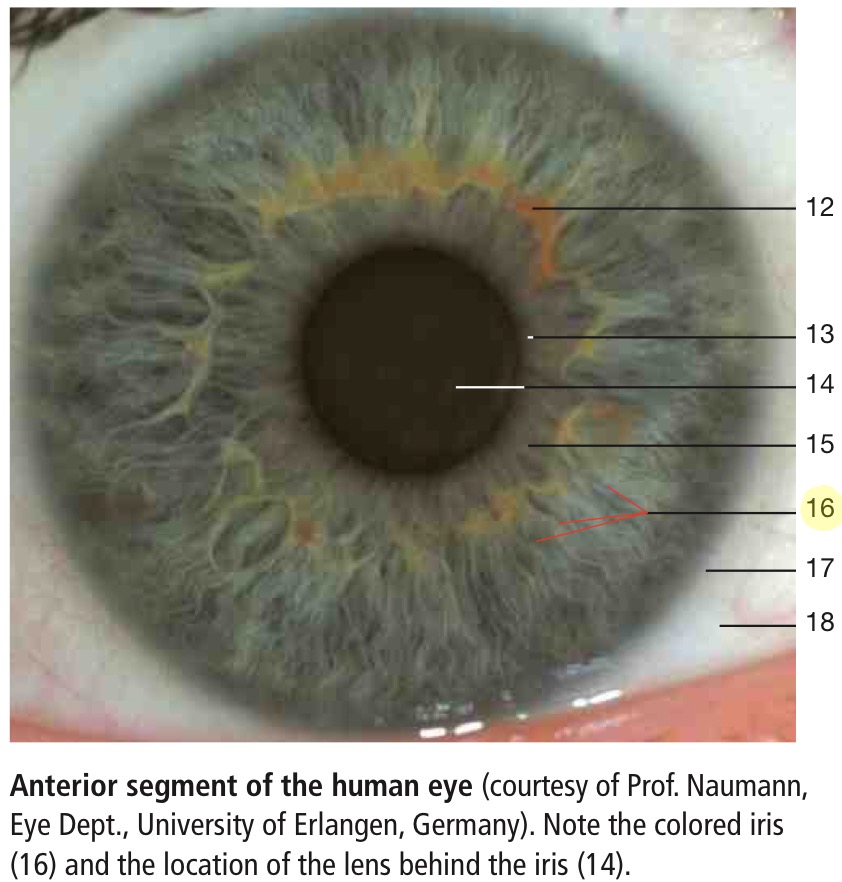 12
13
14
15
16
17
18
Anterior segment of the human eye (courtesy of Prof. Naumann,
Eye Dept., University of Erlangen, Germany). Note the colored iris
(16) and the location of the lens behind the iris (14).